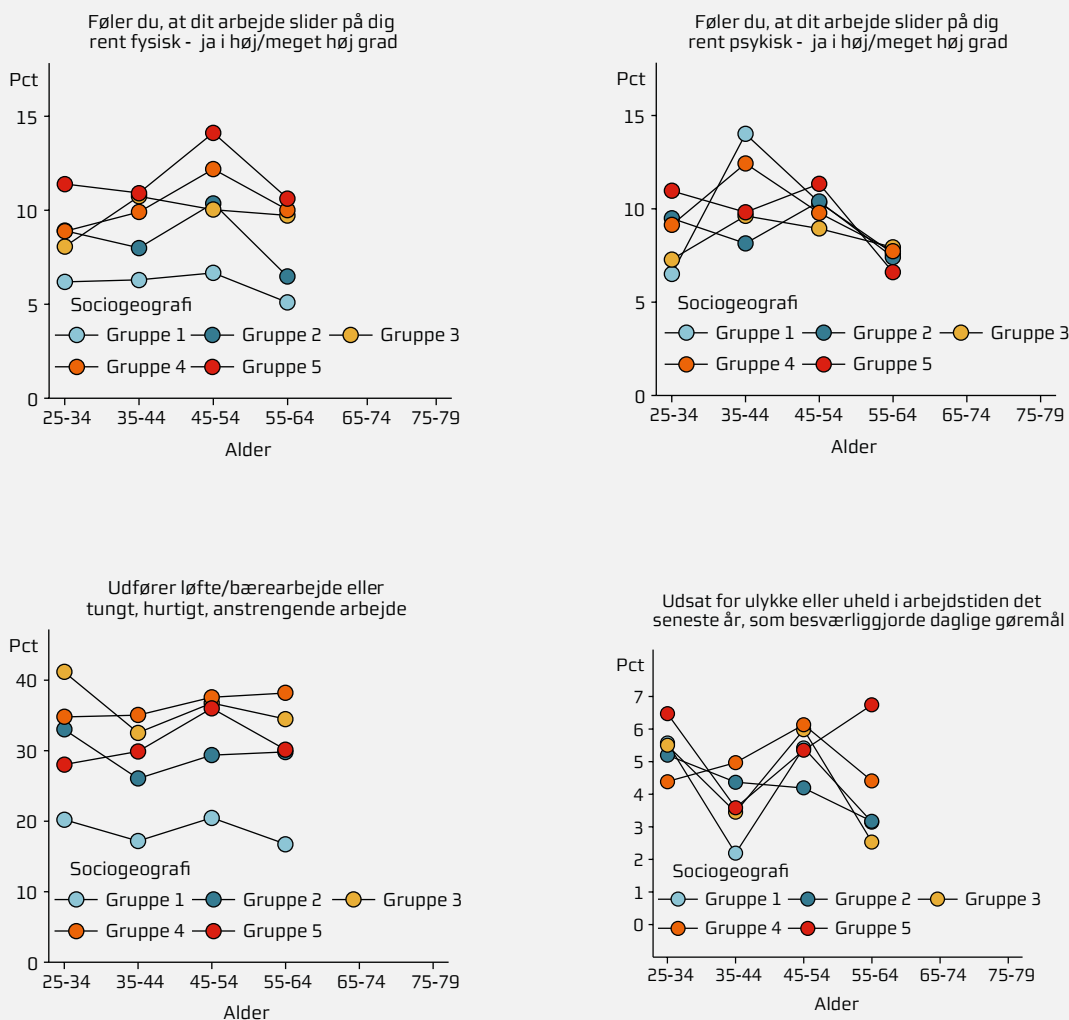 Føler du, at dit arbejde slider på dig
rent fysisk - ja i høj/meget høj grad
Pct
15
10
5
0
Sociogeografi
Gruppe 1 Gruppe 2 Gruppe 3
Gruppe 4 Gruppe 5
25-34 35-44 45-54 55-64 65-74 75-79
Alder
Føler du, at dit arbejde slider på dig
rent psykisk - ja i høj/meget høj grad
Pct
15
10
5
0
Sociogeografi
Gruppe 1 Gruppe 2 Gruppe 3
Gruppe 4 Gruppe 5
25-34 35-44 45-54 55-64 65-74 75-79
Alder
Udfører løfte/bærearbejde eller
tungt, hurtigt, anstrengende arbejde
Pct
40
30
20
10
0
Sociogeografi
Gruppe 1 Gruppe 2 Gruppe 3
Gruppe 4 Gruppe 5
25-34 35-44 45-54 55-64 65-74 75-79
Alder
Udsat for ulykke eller uheld i arbejdstiden det
seneste år, som besværliggjorde daglige gøremål
Pct
7
6
5
4
3
2
1
0
Sociogeografi
Gruppe 1 Gruppe 2 Gruppe 3
Gruppe 4 Gruppe 5
25-34 35-44 45-54 55-64 65-74 75-79
Alder